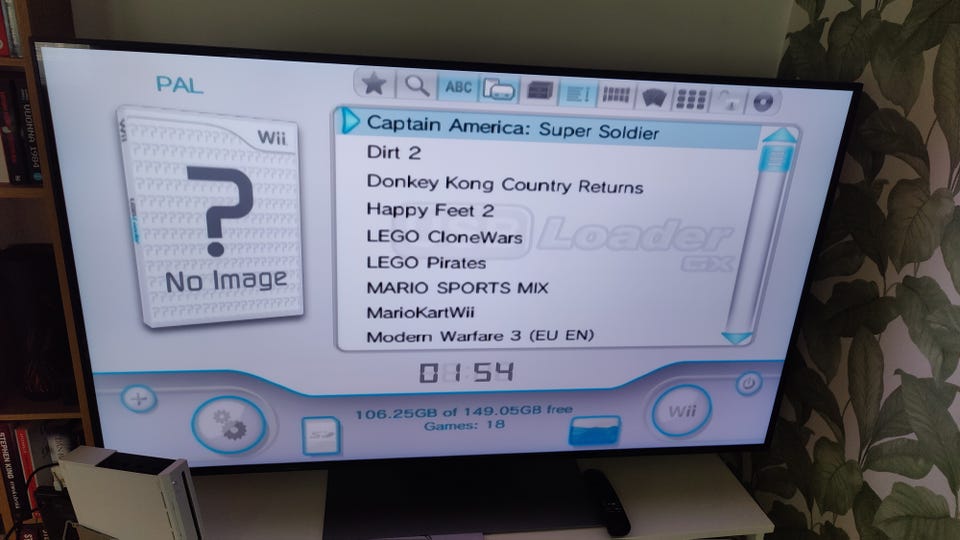 PAL
ABC
Wii
?
No Image
Captain America: Super Soldier
Dirt 2
Donkey Kong Country Returns
Happy Feet 2
LEGO CloneWars
LEGO Pirates
MARIO SPORTS MIX
MarioKartWii
Modern Warfare 3 (EU EN)
Loader
GX
01:54
106.25GB of 149.05GB free
Games: 18
Wii
STEPHEN KING